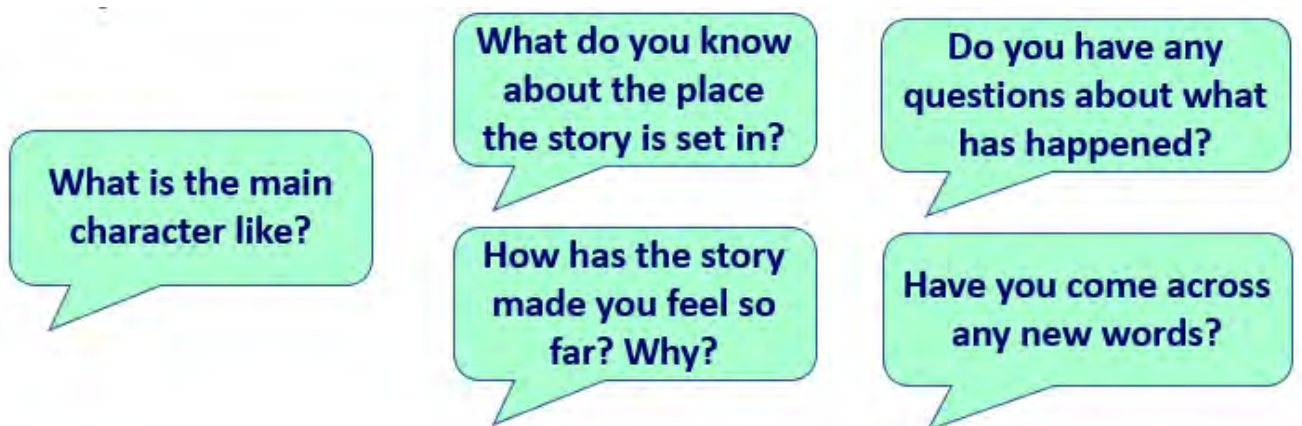 What is the main
character like?
What do you know
about the place
the story is set in?
How has the story
made you feel so
far? Why?
Do you have any
questions about what
has happened?
Have you come across
any new words?